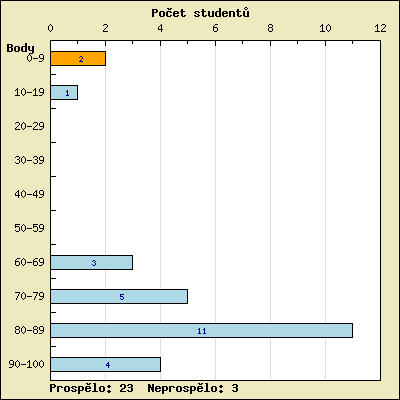 Počet studentů
0 2 4 6 8 10 12
Body
0-9 2
10-19 1
20-29
30-39
40-49
50-59
60-69 3
70-79 5
80-89 11
90-100 4
Prospělo: 23 Neprospělo: 3